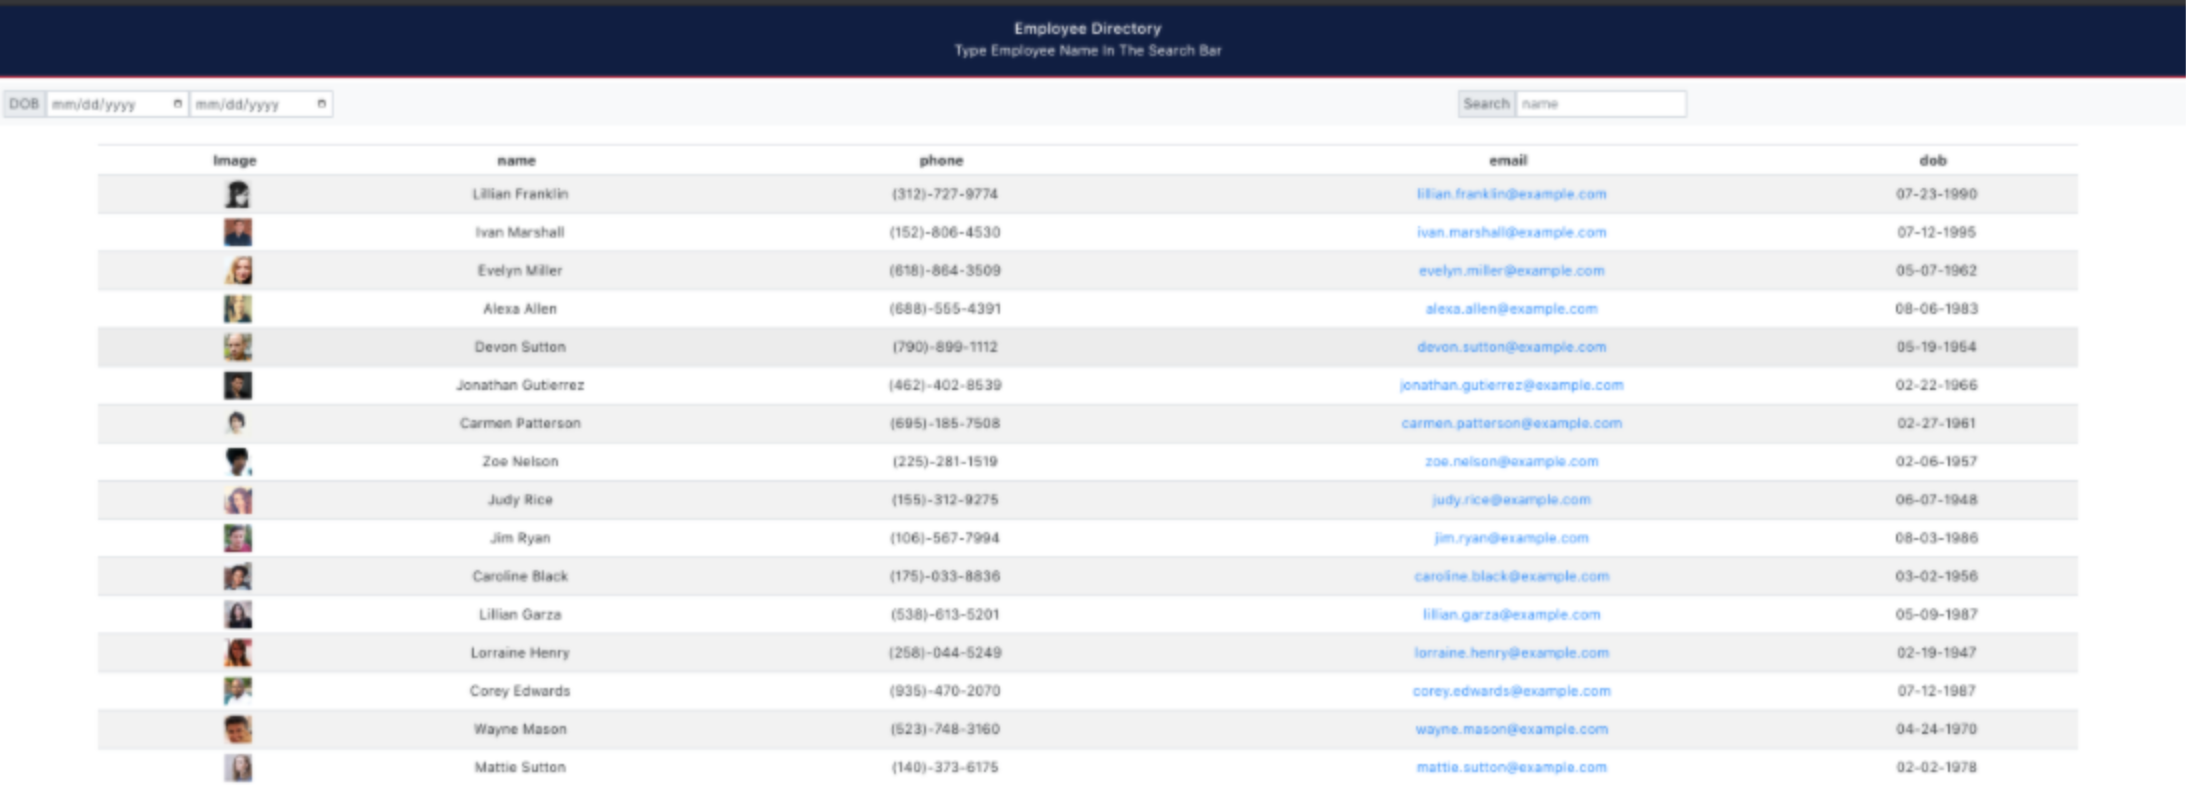 Employee Directory
Type Employee Name In The Search Bar
DOB mm/dd/yyyy mm/dd/yyyy Search name
Image name phone email dob
Lillian Franklin (312)-727-9774 lillian.franklin@example.com 07-23-1990
Ivan Marshall (152)-806-4530 ivan.marshall@example.com 07-12-1995
Evelyn Miller (618)-864-3509 evelyn.miller@example.com 05-07-1962
Alexa Allen (688)-555-4391 alexa.allen@example.com 08-06-1983
Devon Sutton (790)-899-1112 devon.sutton@example.com 05-19-1954
Jonathan Gutierrez (462)-402-8539 jonathan.gutierrez@example.com 02-22-1966
Carmen Patterson (695)-185-7508 carmen.patterson@example.com 02-27-1961
Zoe Nelson (225)-281-1519 zoe.nelson@example.com 02-06-1957
Judy Rice (155)-312-9275 judy.rice@example.com 06-07-1948
Jim Ryan (106)-567-7994 jim.ryan@example.com 08-03-1986
Caroline Black (175)-033-8836 caroline.black@example.com 03-02-1956
Lillian Garza (538)-613-5201 lillian.garza@example.com 05-09-1987
Lorraine Henry (258)-044-5249 lorraine.henry@example.com 02-19-1947
Corey Edwards (935)-470-2070 corey.edwards@example.com 07-12-1987
Wayne Mason (523)-748-3160 wayne.mason@example.com 04-24-1970
Mattie Sutton (140)-373-6175 mattie.sutton@example.com 02-02-1978